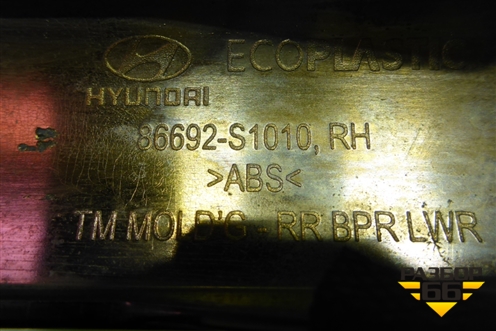 ECOPLASTIC
HYUNDAI
86692-S1010, RH
>ABS<
TM MOLD'G - RR BPR LWR
РАЗБОР
66